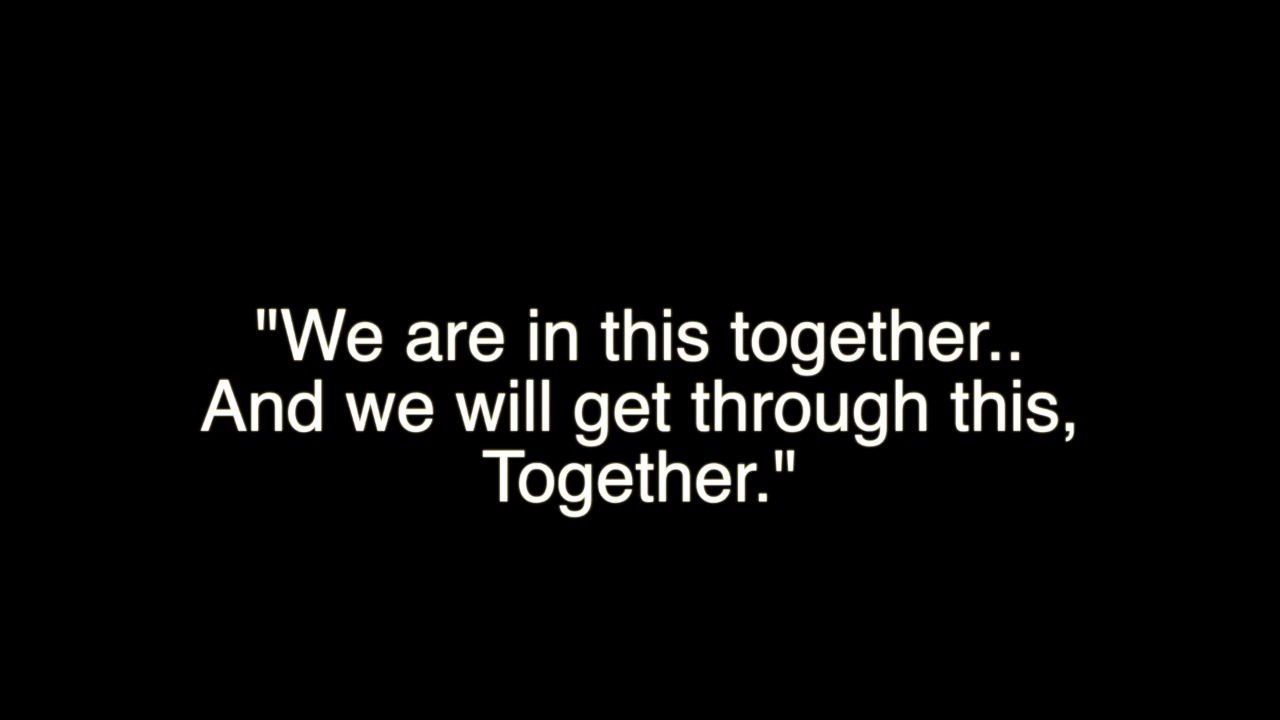 "We are in this together..
And we will get through this,
Together."